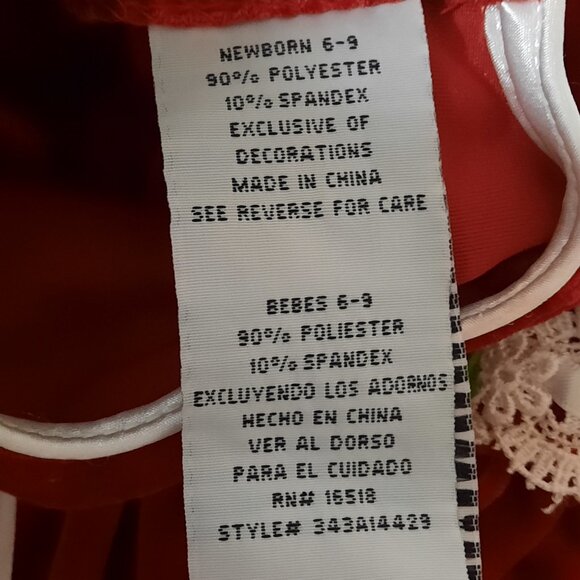 NEWBORN 6-9
90% POLYESTER
10% SPANDEX
EXCLUSIVE OF
DECORATIONS
MADE IN CHINA
SEE REVERSE FOR CARE
BEBES 6-9
90% POLIESTER
10% SPANDEX
EXCLUYENDO LOS ADORNOS
HECHO EN CHINA
VER AL DORSO
PARA EL CUIDADO
RN# 16518
STYLE# 343A14429